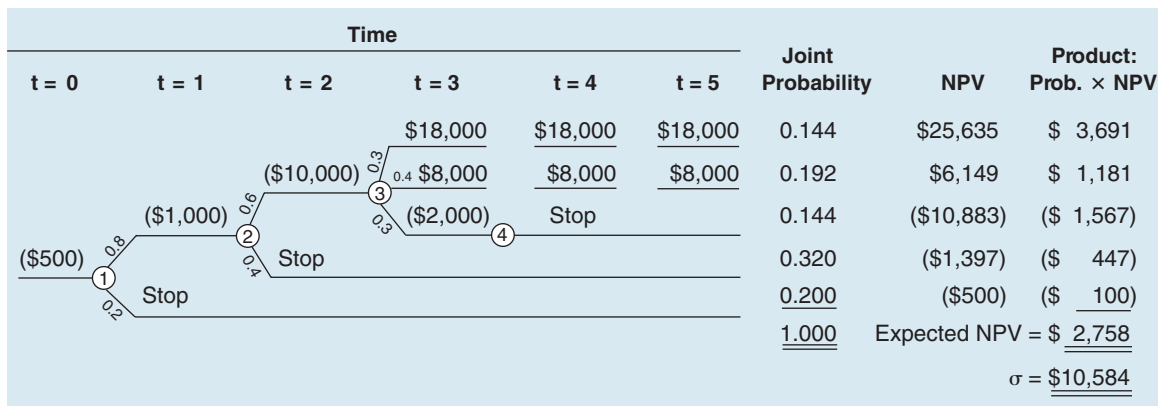 Time
Joint Product:
t = 0 t = 1 t = 2 t = 3 t = 4 t = 5 Probability NPV Prob. × NPV
$18,000 $18,000 $18,000 0.144 $25,635 $ 3,691
0.3
($10,000) 0.4 $8,000 $8,000 $8,000 0.192 $6,149 $ 1,181
3
0.6
($1,000) 0.3 ($2,000) Stop 0.144 ($10,883) ($ 1,567)
2 4
0.8
($500) 0.4 Stop 0.320 ($1,397) ($ 447)
1
Stop 0.200 ($500) ($ 100)
0.2
1.000 Expected NPV = $ 2,758
σ = $10,584